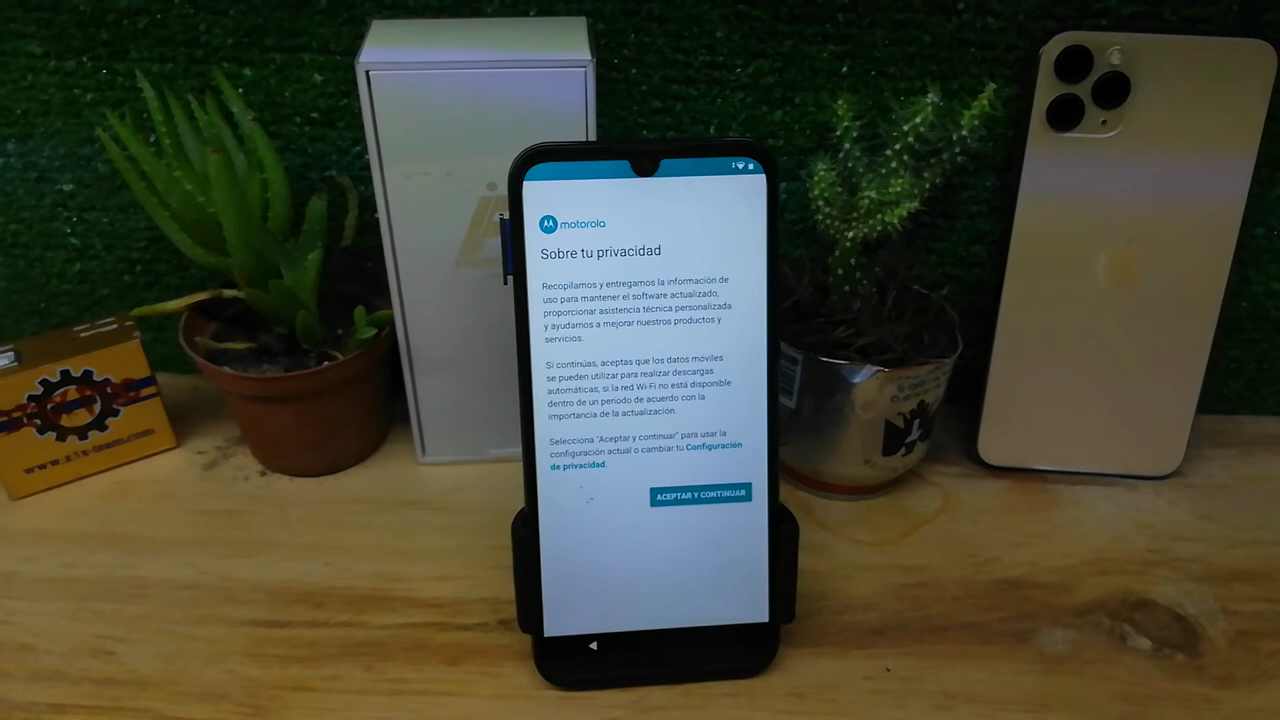 motorola
Sobre tu privacidad
Recopilamos y entregamos la información de
uso para mantener el software actualizado,
proporcionar asistencia técnica personalizada
y ayudarnos a mejorar nuestros productos y
servicios.
Si continúas, aceptas que los datos móviles
se pueden utilizar para realizar descargas
automáticas, si la red Wi-Fi no está disponible
dentro de un periodo de acuerdo con la
importancia de la actualización.
Selecciona "Aceptar y continuar" para usar la
configuración actual o cambiar tu Configuración
de privacidad.
ACEPTAR Y CONTINUAR